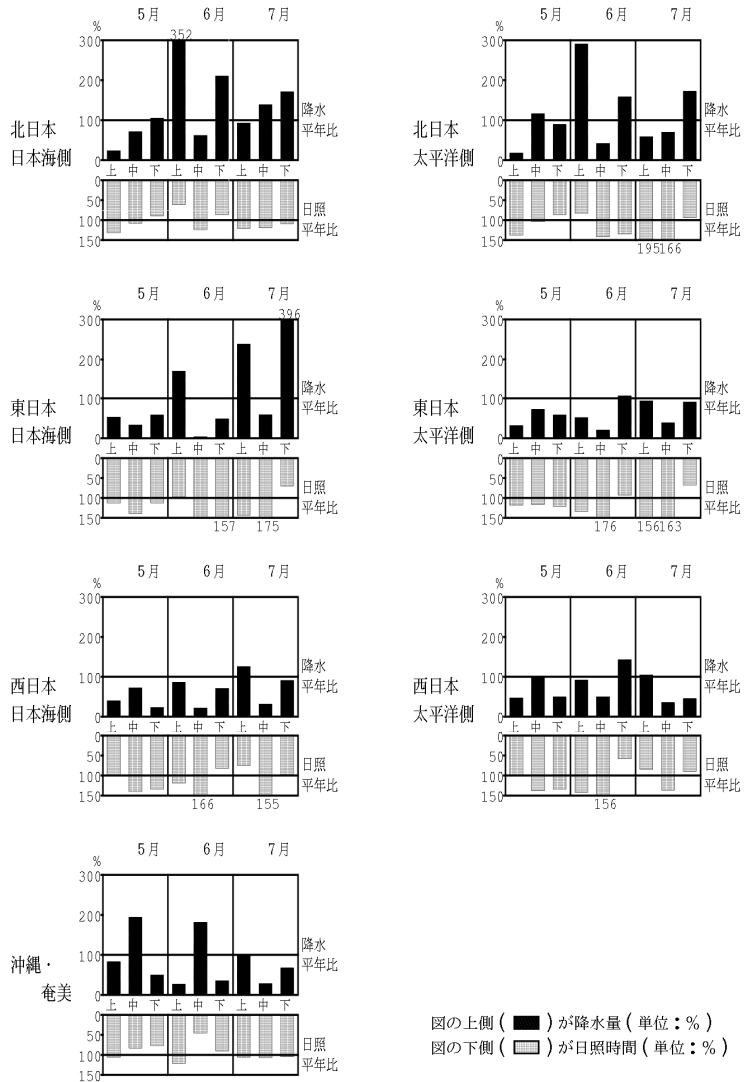 5月 6月 7月
%
352
300
200
100
0
降水
平年比
北日本
日本海側
上 中 下 上 中 下 上 中 下
0
50
100
150
日照
平年比
5月 6月 7月
%
300
200
100
0
降水
平年比
北日本
太平洋側
上 中 下 上 中 下 上 中 下
0
50
100
150
日照
平年比
195 166
5月 6月 7月
%
396
300
200
100
0
降水
平年比
東日本
日本海側
上 中 下 上 中 下 上 中 下
0
50
100
150
日照
平年比
157 175
5月 6月 7月
%
300
200
100
0
降水
平年比
東日本
太平洋側
上 中 下 上 中 下 上 中 下
0
50
100
150
日照
平年比
176 156 163
5月 6月 7月
%
300
200
100
0
降水
平年比
西日本
日本海側
上 中 下 上 中 下 上 中 下
0
50
100
150
日照
平年比
166 155
5月 6月 7月
%
300
200
100
0
降水
平年比
西日本
太平洋側
上 中 下 上 中 下 上 中 下
0
50
100
150
日照
平年比
156
5月 6月 7月
%
300
200
100
0
降水
平年比
沖縄・
奄美
上 中 下 上 中 下 上 中 下
0
50
100
150
日照
平年比
図の上側( )が降水量(単位:%)
図の下側( )が日照時間(単位:%)